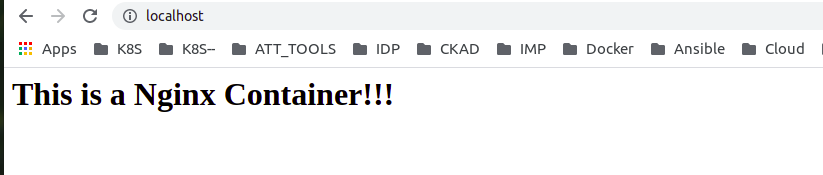 localhost
Apps K8S K8S-- ATT_TOOLS IDP CKAD IMP Docker Ansible Cloud
This is a Nginx Container!!!